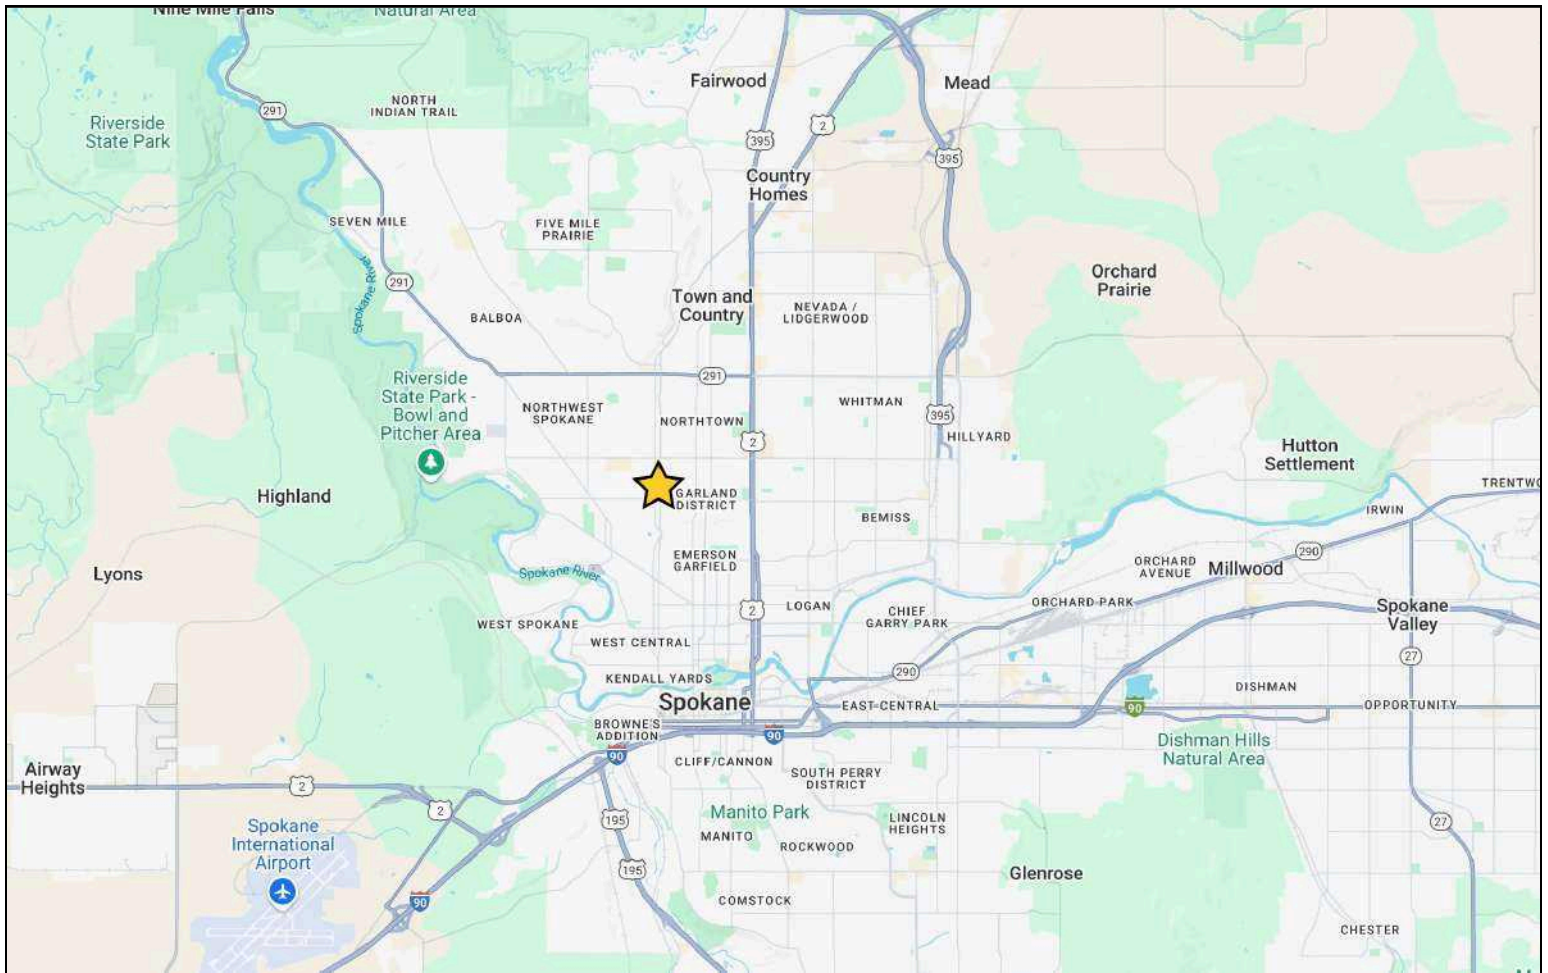 Nine Mile Falls
Natural Area
Fairwood
Mead
NORTH
INDIAN TRAIL
291
Riverside
State Park
2
395
395
Country
Homes
SEVEN MILE
FIVE MILE
PRAIRIE
Spokane River
291
Orchard
Prairie
Town and
Country
NEVADA /
LIDGERWOOD
BALBOA
291
Riverside
State Park -
Bowl and
Pitcher Area
NORTHWEST
SPOKANE
NORTHTOWN
WHITMAN
395
2
HILLYARD
Hutton
Settlement
Highland
GARLAND
DISTRICT
TRENTWO
IRWIN
BEMISS
290
EMERSON
GARFIELD
ORCHARD
AVENUE
Millwood
Lyons
Spokane River
2
LOGAN
CHIEF
GARRY PARK
ORCHARD PARK
Spokane
Valley
WEST SPOKANE
WEST CENTRAL
27
290
KENDALL YARDS
DISHMAN
Spokane
EAST CENTRAL
90
OPPORTUNITY
BROWNE'S
ADDITION
90
90
Dishman Hills
Natural Area
CLIFF/CANNON
SOUTH PERRY
DISTRICT
Airway
Heights
2
2
Manito Park
195
LINCOLN
HEIGHTS
27
Spokane
International
Airport
MANITO
ROCKWOOD
195
Glenrose
90
COMSTOCK
CHESTER